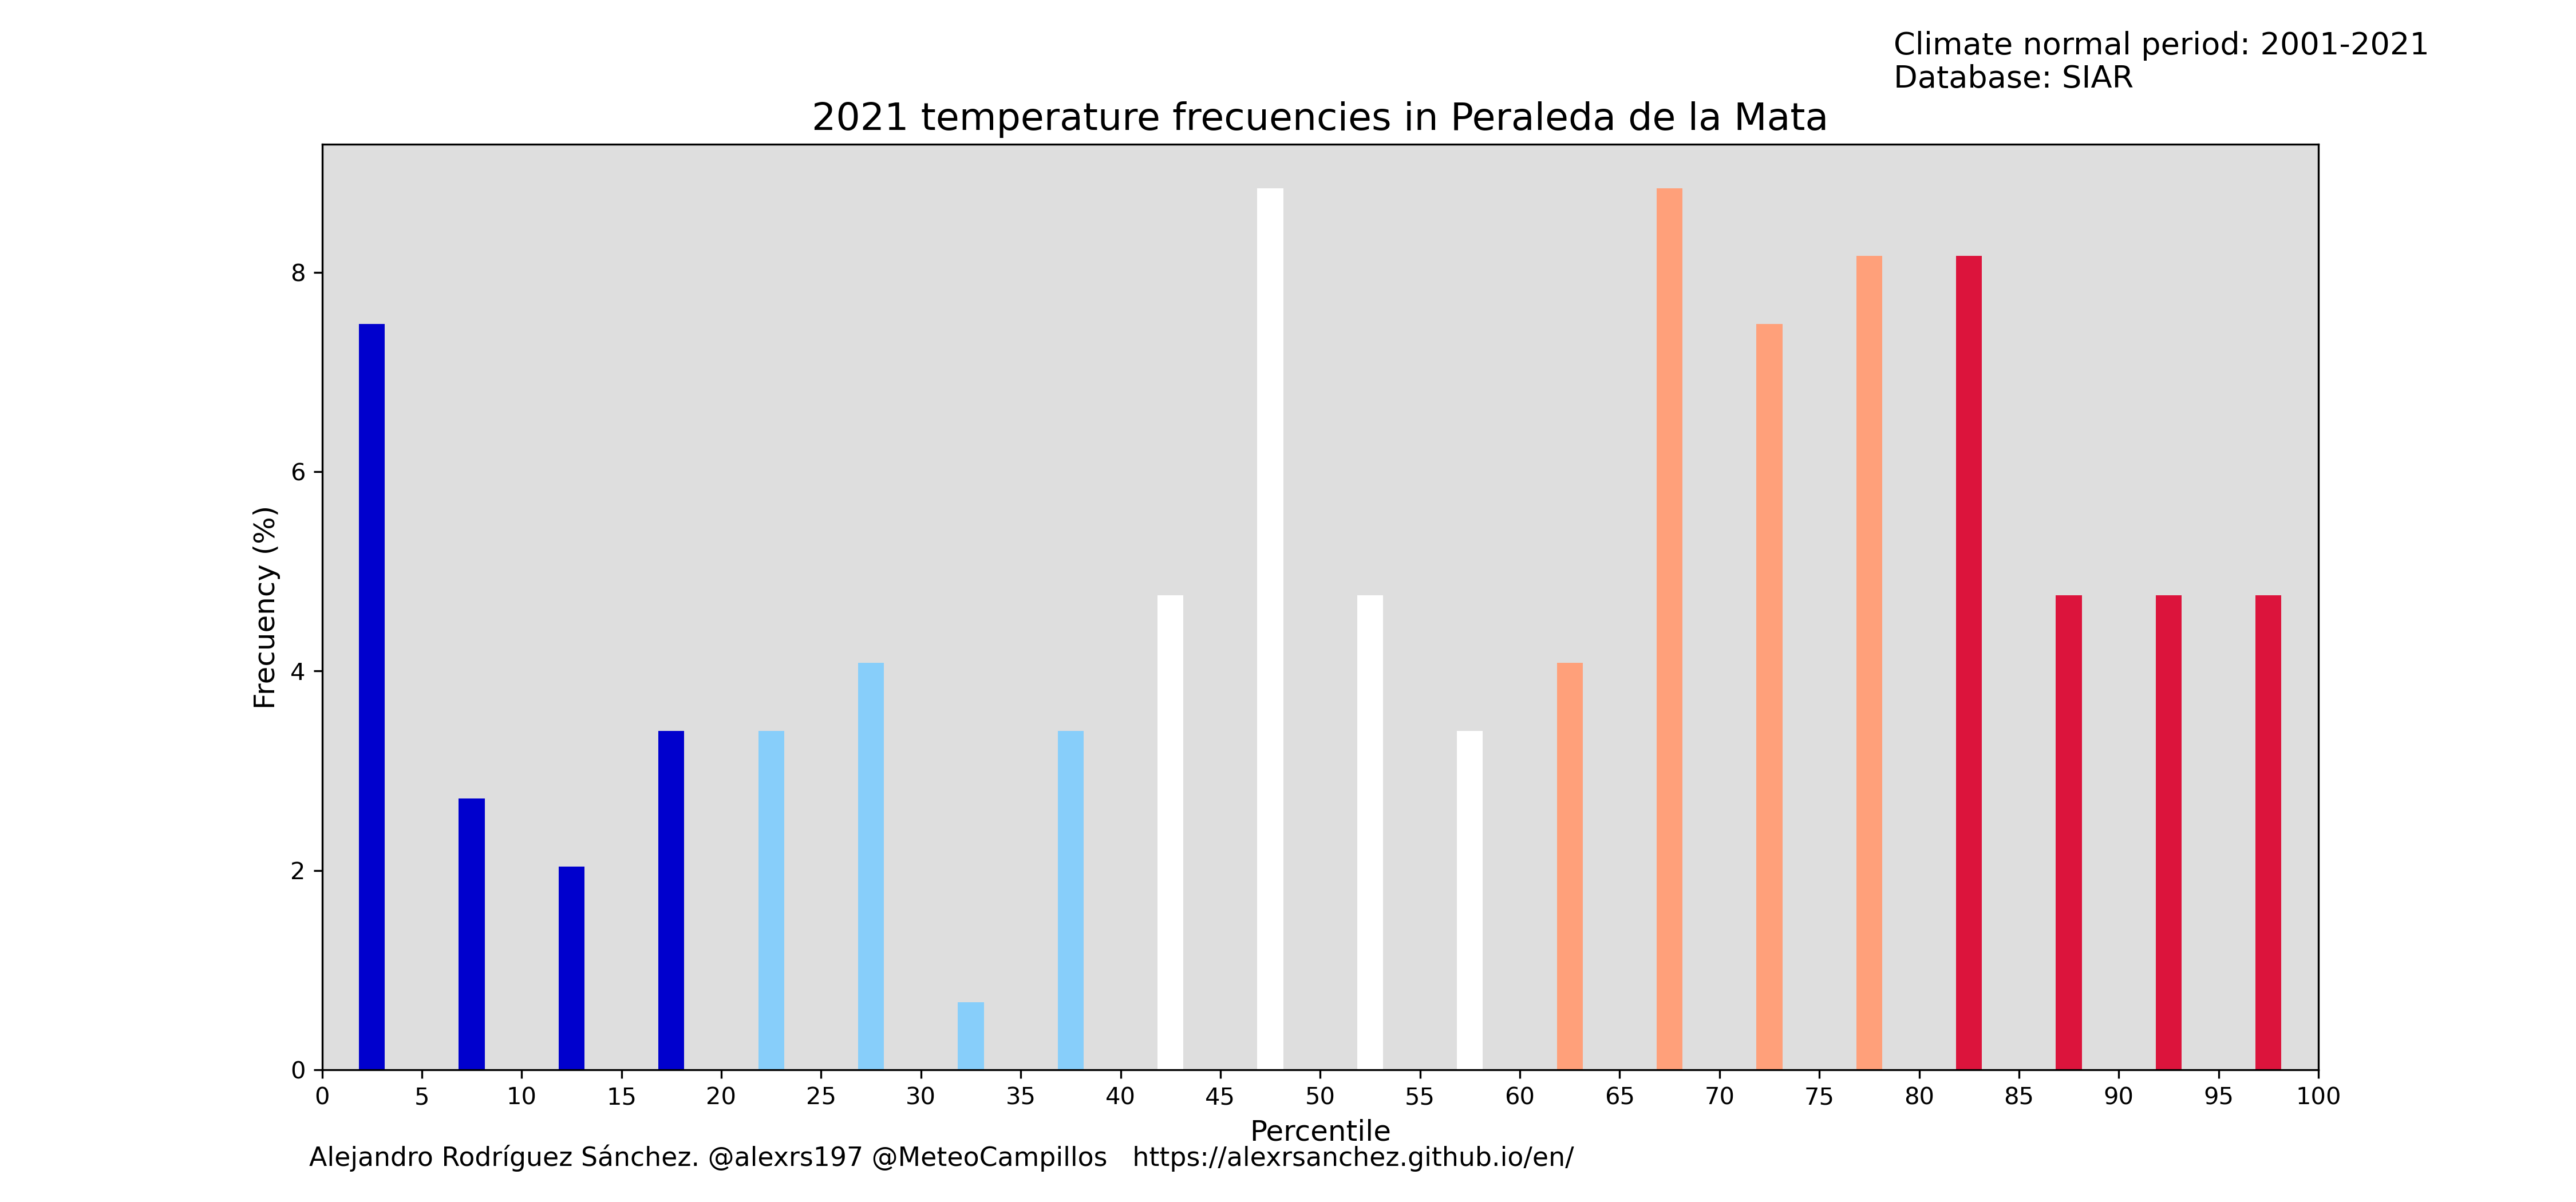 Climate normal period: 2001-2021
Database: SIAR
2021 temperature frecuencies in Peraleda de la Mata
Frecuency (%)
8
6
4
2
0
0 5 10 15 20 25 30 35 40 45 50 55 60 65 70 75 80 85 90 95 100
Percentile
Alejandro Rodríguez Sánchez. @alexrs197 @MeteoCampillos https://alexrsanchez.github.io/en/